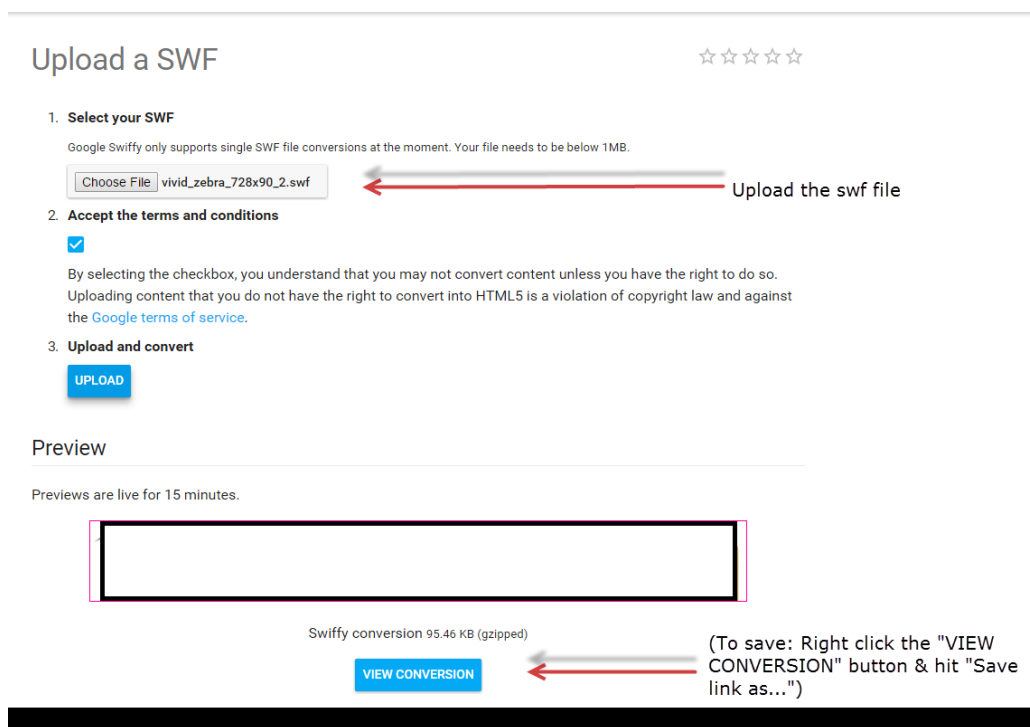 Upload a SWF
1. Select your SWF
Google Swiffy only supports single SWF file conversions at the moment. Your file needs to be below 1MB.
Choose File vivid_zebra_728x90_2.swf
Upload the swf file
2. Accept the terms and conditions
By selecting the checkbox, you understand that you may not convert content unless you have the right to do so.
Uploading content that you do not have the right to convert into HTML5 is a violation of copyright law and against
the Google terms of service.
3. Upload and convert
UPLOAD
Preview
Previews are live for 15 minutes.
Swiffy conversion 95.46 KB (gzipped)
VIEW CONVERSION
(To save: Right click the "VIEW
CONVERSION" button & hit "Save
link as...")